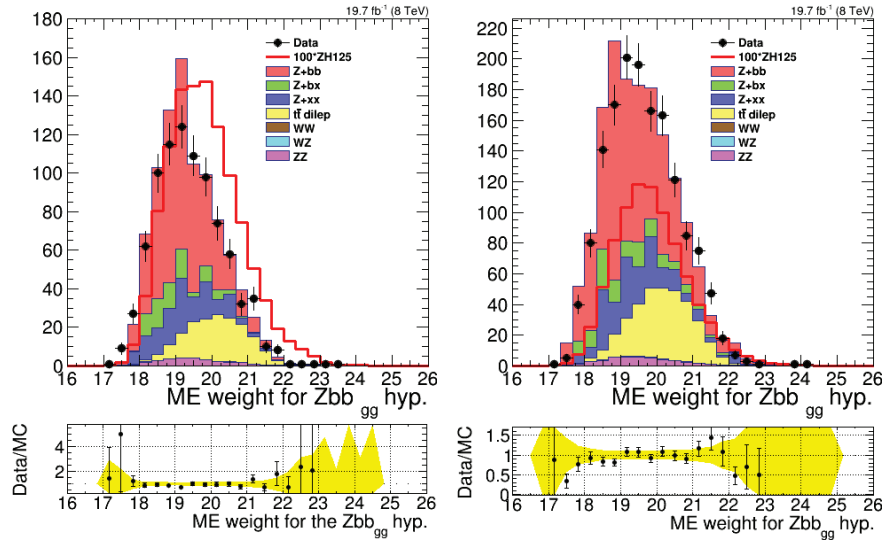 19.7 fb⁻¹ (8 TeV)
180
160
140
120
100
80
60
40
20
0
Data
100*ZH125
Z+bb
Z+bx
Z+xx
tt̄ dilep
WW
WZ
ZZ
16 17 18 19 20 21 22 23 24 25 26
ME weight for Zbb_gg hyp.
Data/MC
4
2
16 17 18 19 20 21 22 23 24 25 26
ME weight for the Zbb_gg hyp.
19.7 fb⁻¹ (8 TeV)
220
200
180
160
140
120
100
80
60
40
20
0
Data
100*ZH125
Z+bb
Z+bx
Z+xx
tt̄ dilep
WW
WZ
ZZ
16 17 18 19 20 21 22 23 24 25 26
ME weight for Zbb_gg hyp.
Data/MC
1.5
1
0.5
0
16 17 18 19 20 21 22 23 24 25 26
ME weight for Zbb_gg hyp.